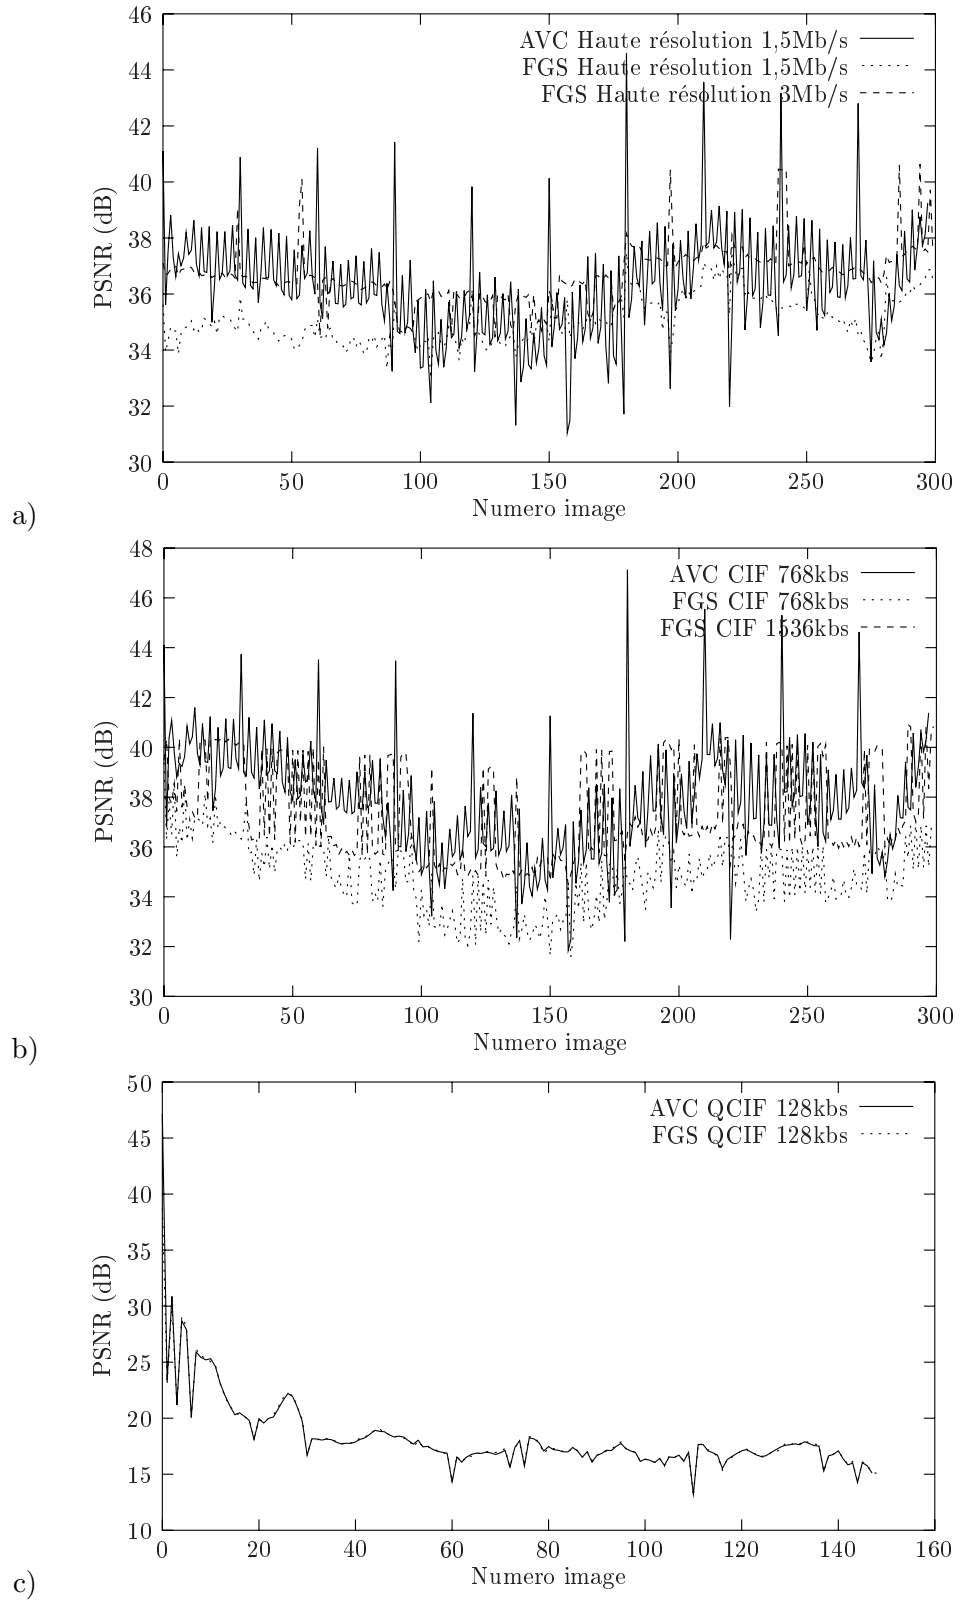 46
44
42
40
38
36
34
32
30
PSNR (dB)
AVC Haute résolution 1,5Mb/s
FGS Haute résolution 1,5Mb/s
FGS Haute résolution 3Mb/s
0 50 100 150 200 250 300
Numero image
a)
48
46
44
42
40
38
36
34
32
30
PSNR (dB)
AVC CIF 768kbs
FGS CIF 768kbs
FGS CIF 1536kbs
0 50 100 150 200 250 300
Numero image
b)
50
45
40
35
30
25
20
15
10
PSNR (dB)
AVC QCIF 128kbs
FGS QCIF 128kbs
0 20 40 60 80 100 120 140 160
Numero image
c)